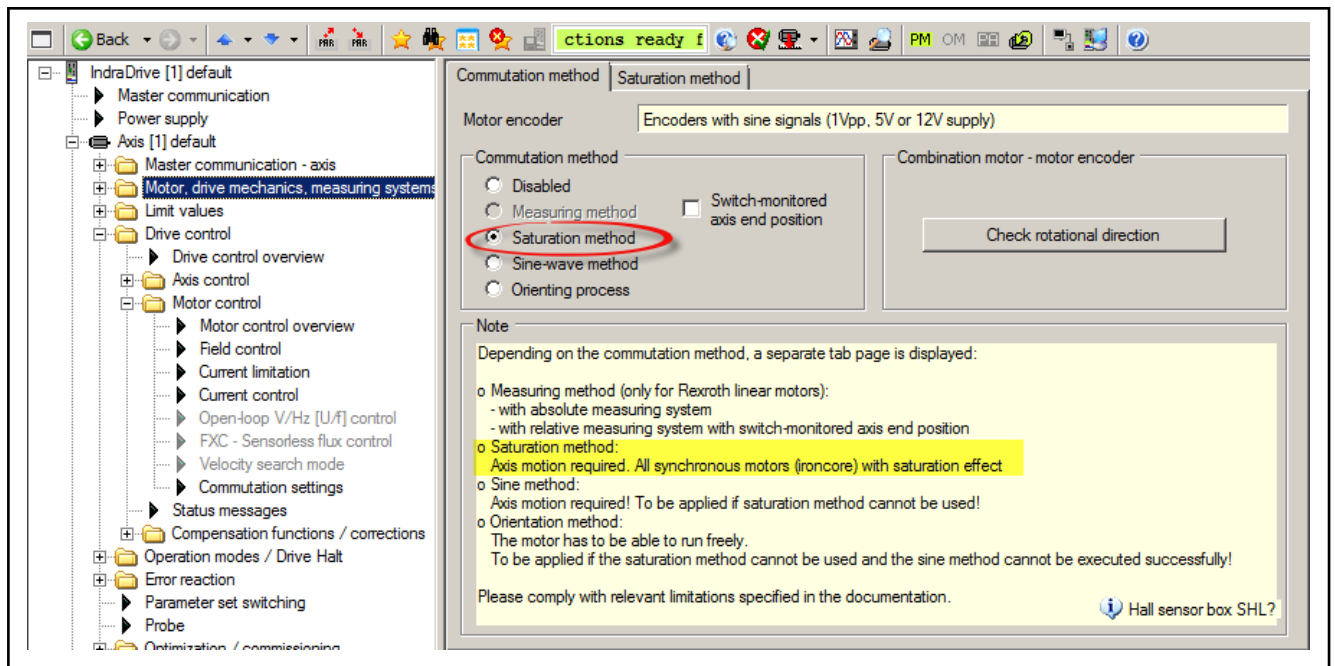 Back
PAR
PAR
ctions ready f
PM
OM
IndraDrive [1] default
Master communication
Power supply
Axis [1] default
Master communication - axis
Motor, drive mechanics, measuring systems
Limit values
Drive control
Drive control overview
Axis control
Motor control
Motor control overview
Field control
Current limitation
Current control
Open-loop V/Hz [U/f] control
FXC - Sensorless flux control
Velocity search mode
Commutation settings
Status messages
Compensation functions / corrections
Operation modes / Drive Halt
Error reaction
Parameter set switching
Probe
Optimization / commissioning
Commutation method
Saturation method
Motor encoder
Encoders with sine signals (1Vpp, 5V or 12V supply)
Commutation method
Disabled
Measuring method
Saturation method
Sine-wave method
Orienting process
Switch-monitored
axis end position
Combination motor - motor encoder
Check rotational direction
Note
Depending on the commutation method, a separate tab page is displayed:
o Measuring method (only for Rexroth linear motors):
- with absolute measuring system
- with relative measuring system with switch-monitored axis end position
o Saturation method:
Axis motion required. All synchronous motors (ironcore) with saturation effect
o Sine method:
Axis motion required! To be applied if saturation method cannot be used!
o Orientation method:
The motor has to be able to run freely.
To be applied if the saturation method cannot be used and the sine method cannot be executed successfully!
Please comply with relevant limitations specified in the documentation.
Hall sensor box SHL?